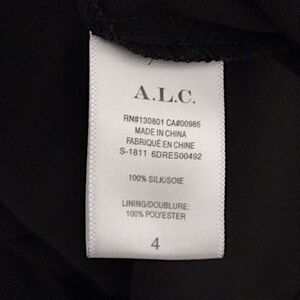 A.L.C.
RN#130801 CA#00985
MADE IN CHINA
FABRIQUÉ EN CHINE
S-1811 6DRES00492
100% SILK/SOIE
LINING/DOUBLURE:
100% POLYESTER
4